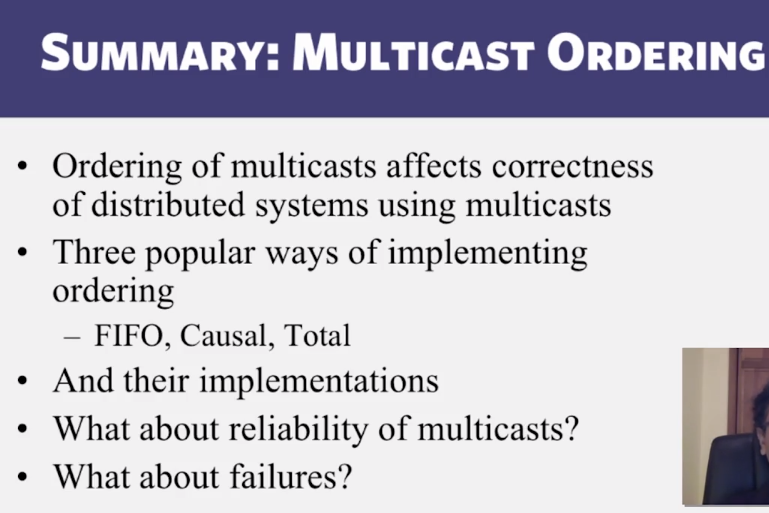 SUMMARY: MULTICAST ORDERING
• Ordering of multicasts affects correctness
of distributed systems using multicasts
• Three popular ways of implementing
ordering
– FIFO, Causal, Total
• And their implementations
• What about reliability of multicasts?
• What about failures?